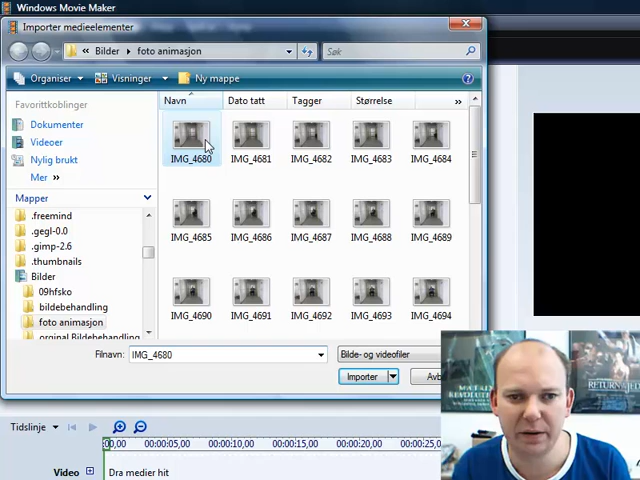 Windows Movie Maker
Importer medieelementer
Bilder
foto animasjon
Søk
Organiser
Visninger
Ny mappe
Favorittkoblinger
Dokumenter
Videoer
Nylig brukt
Mer
Mapper
.freemind
.gegl-0.0
.gimp-2.6
.thumbnails
Bilder
09hfsko
bildebehandling
foto animasjon
orginal Bildebehandling
Navn Dato tatt Tagger Størrelse
IMG_4680 IMG_4681 IMG_4682 IMG_4683 IMG_4684
IMG_4685 IMG_4686 IMG_4687 IMG_4688 IMG_4689
IMG_4690 IMG_4691 IMG_4692 IMG_4693 IMG_4694
Filnavn: IMG_4680
Bilde- og videofiler
Importer
Avb
Tidslinje
00,00 00:00:05,00 00:00:10,00 00:00:15,00 00:00:20,00 00:00:25,00
Video
Dra medier hit